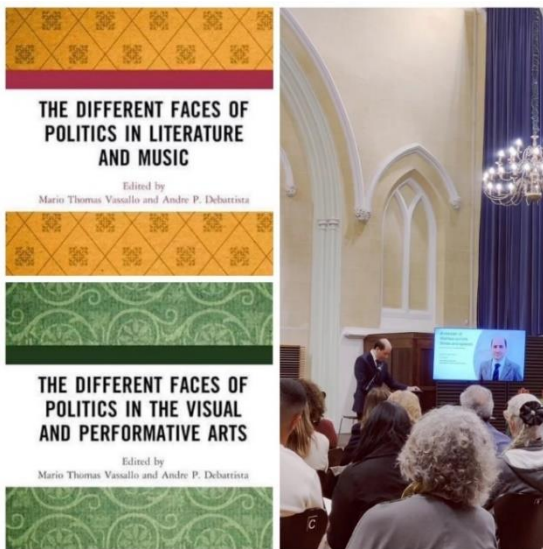 THE DIFFERENT FACES OF
POLITICS IN LITERATURE
AND MUSIC
Edited by
Mario Thomas Vassallo and Andre P. Debattista
THE DIFFERENT FACES OF
POLITICS IN THE VISUAL
AND PERFORMATIVE ARTS
Edited by
Mario Thomas Vassallo and Andre P. Debattista
C